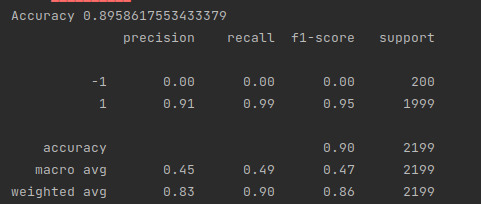 Accuracy 0.8958617553433379
precision recall f1-score support
-1 0.00 0.00 0.00 200
1 0.91 0.99 0.95 1999
accuracy 0.90 2199
macro avg 0.45 0.49 0.47 2199
weighted avg 0.83 0.90 0.86 2199